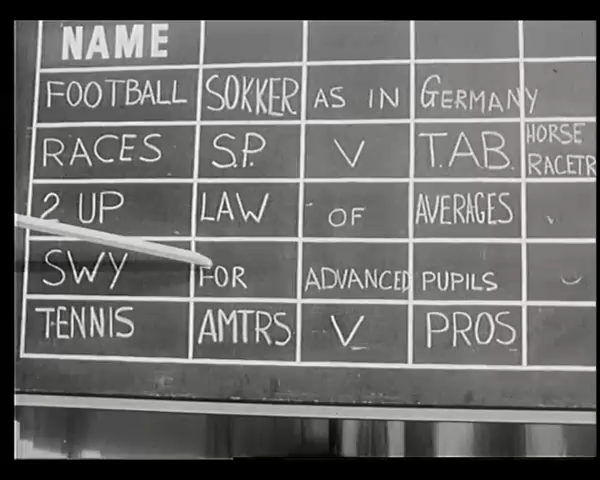 NAME
FOOTBALL SOKKER AS IN GERMANY
RACES S.P. V T.A.B. HORSE
RACETR
2 UP LAW OF AVERAGES
SWY FOR ADVANCED PUPILS
TENNIS AMTRS V PROS